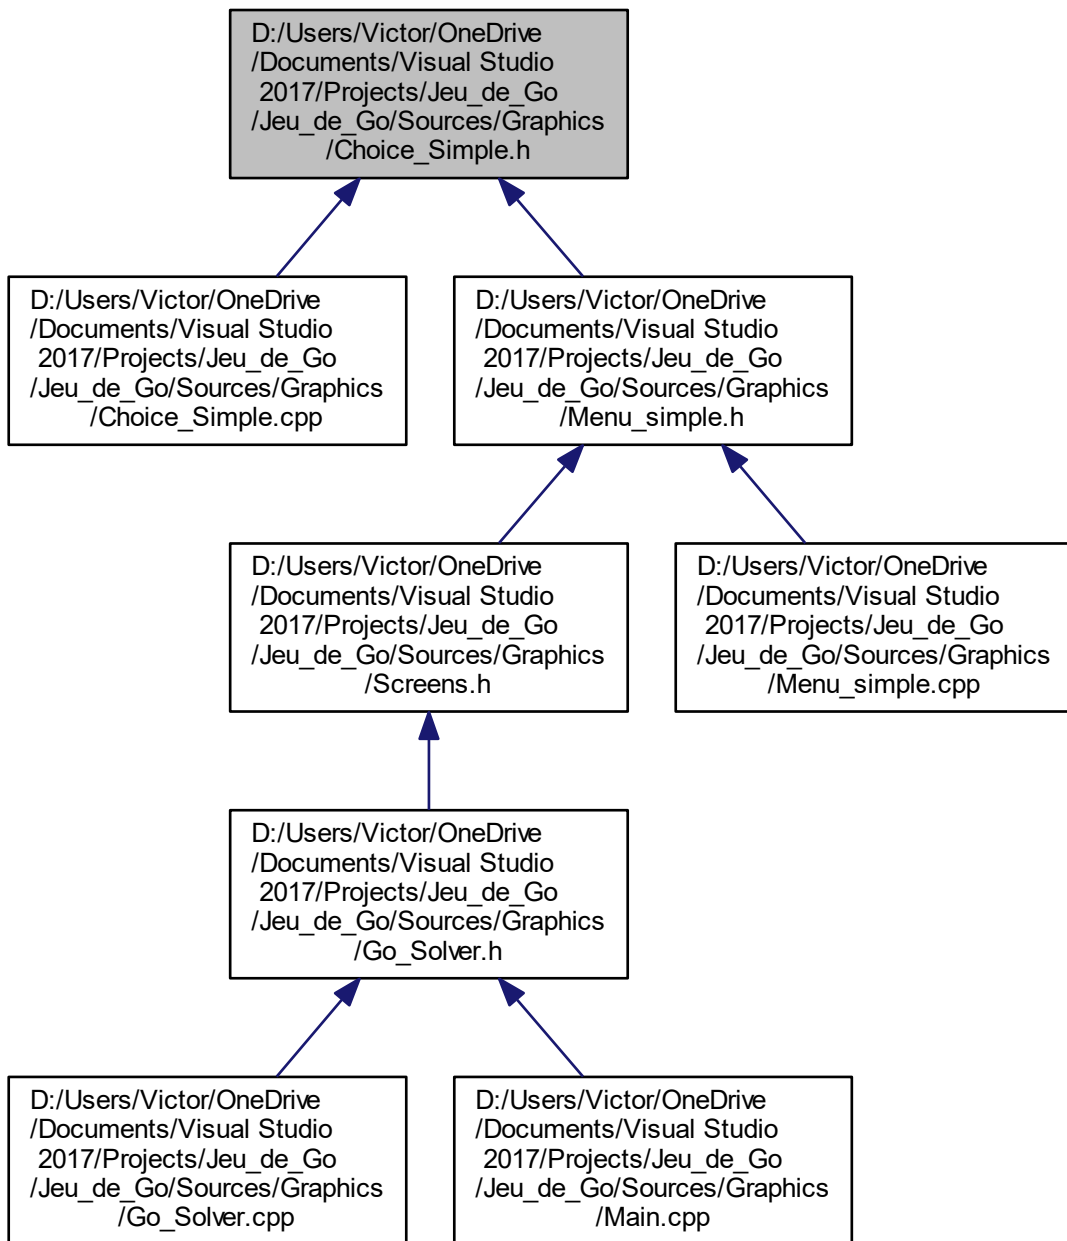 D:/Users/Victor/OneDrive
/Documents/Visual Studio
2017/Projects/Jeu_de_Go
/Jeu_de_Go/Sources/Graphics
/Choice_Simple.h
D:/Users/Victor/OneDrive
/Documents/Visual Studio
2017/Projects/Jeu_de_Go
/Jeu_de_Go/Sources/Graphics
/Choice_Simple.cpp
D:/Users/Victor/OneDrive
/Documents/Visual Studio
2017/Projects/Jeu_de_Go
/Jeu_de_Go/Sources/Graphics
/Menu_simple.h
D:/Users/Victor/OneDrive
/Documents/Visual Studio
2017/Projects/Jeu_de_Go
/Jeu_de_Go/Sources/Graphics
/Screens.h
D:/Users/Victor/OneDrive
/Documents/Visual Studio
2017/Projects/Jeu_de_Go
/Jeu_de_Go/Sources/Graphics
/Menu_simple.cpp
D:/Users/Victor/OneDrive
/Documents/Visual Studio
2017/Projects/Jeu_de_Go
/Jeu_de_Go/Sources/Graphics
/Go_Solver.h
D:/Users/Victor/OneDrive
/Documents/Visual Studio
2017/Projects/Jeu_de_Go
/Jeu_de_Go/Sources/Graphics
/Go_Solver.cpp
D:/Users/Victor/OneDrive
/Documents/Visual Studio
2017/Projects/Jeu_de_Go
/Jeu_de_Go/Sources/Graphics
/Main.cpp